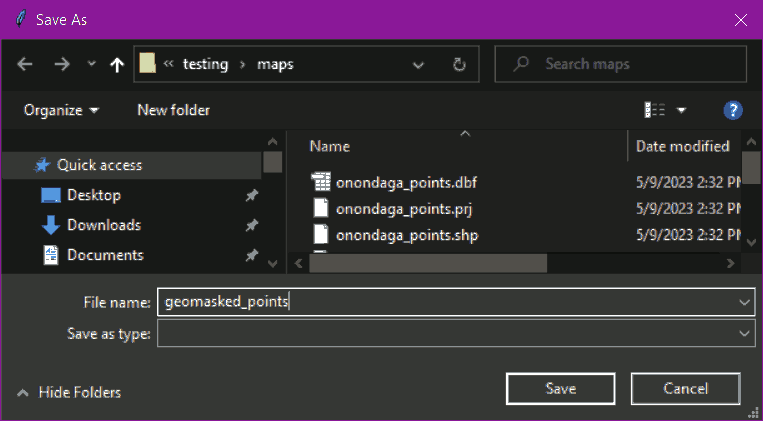 Save As
« testing › maps
Search maps
Organize
New folder
?
Name
Date modified
Quick access
Desktop
Downloads
Documents
onondaga_points.dbf 5/9/2023 2:32 PM
onondaga_points.prj 5/9/2023 2:32 PM
onondaga_points.shp 5/9/2023 2:32 PM
File name: geomasked_points
Save as type:
Hide Folders
Save
Cancel